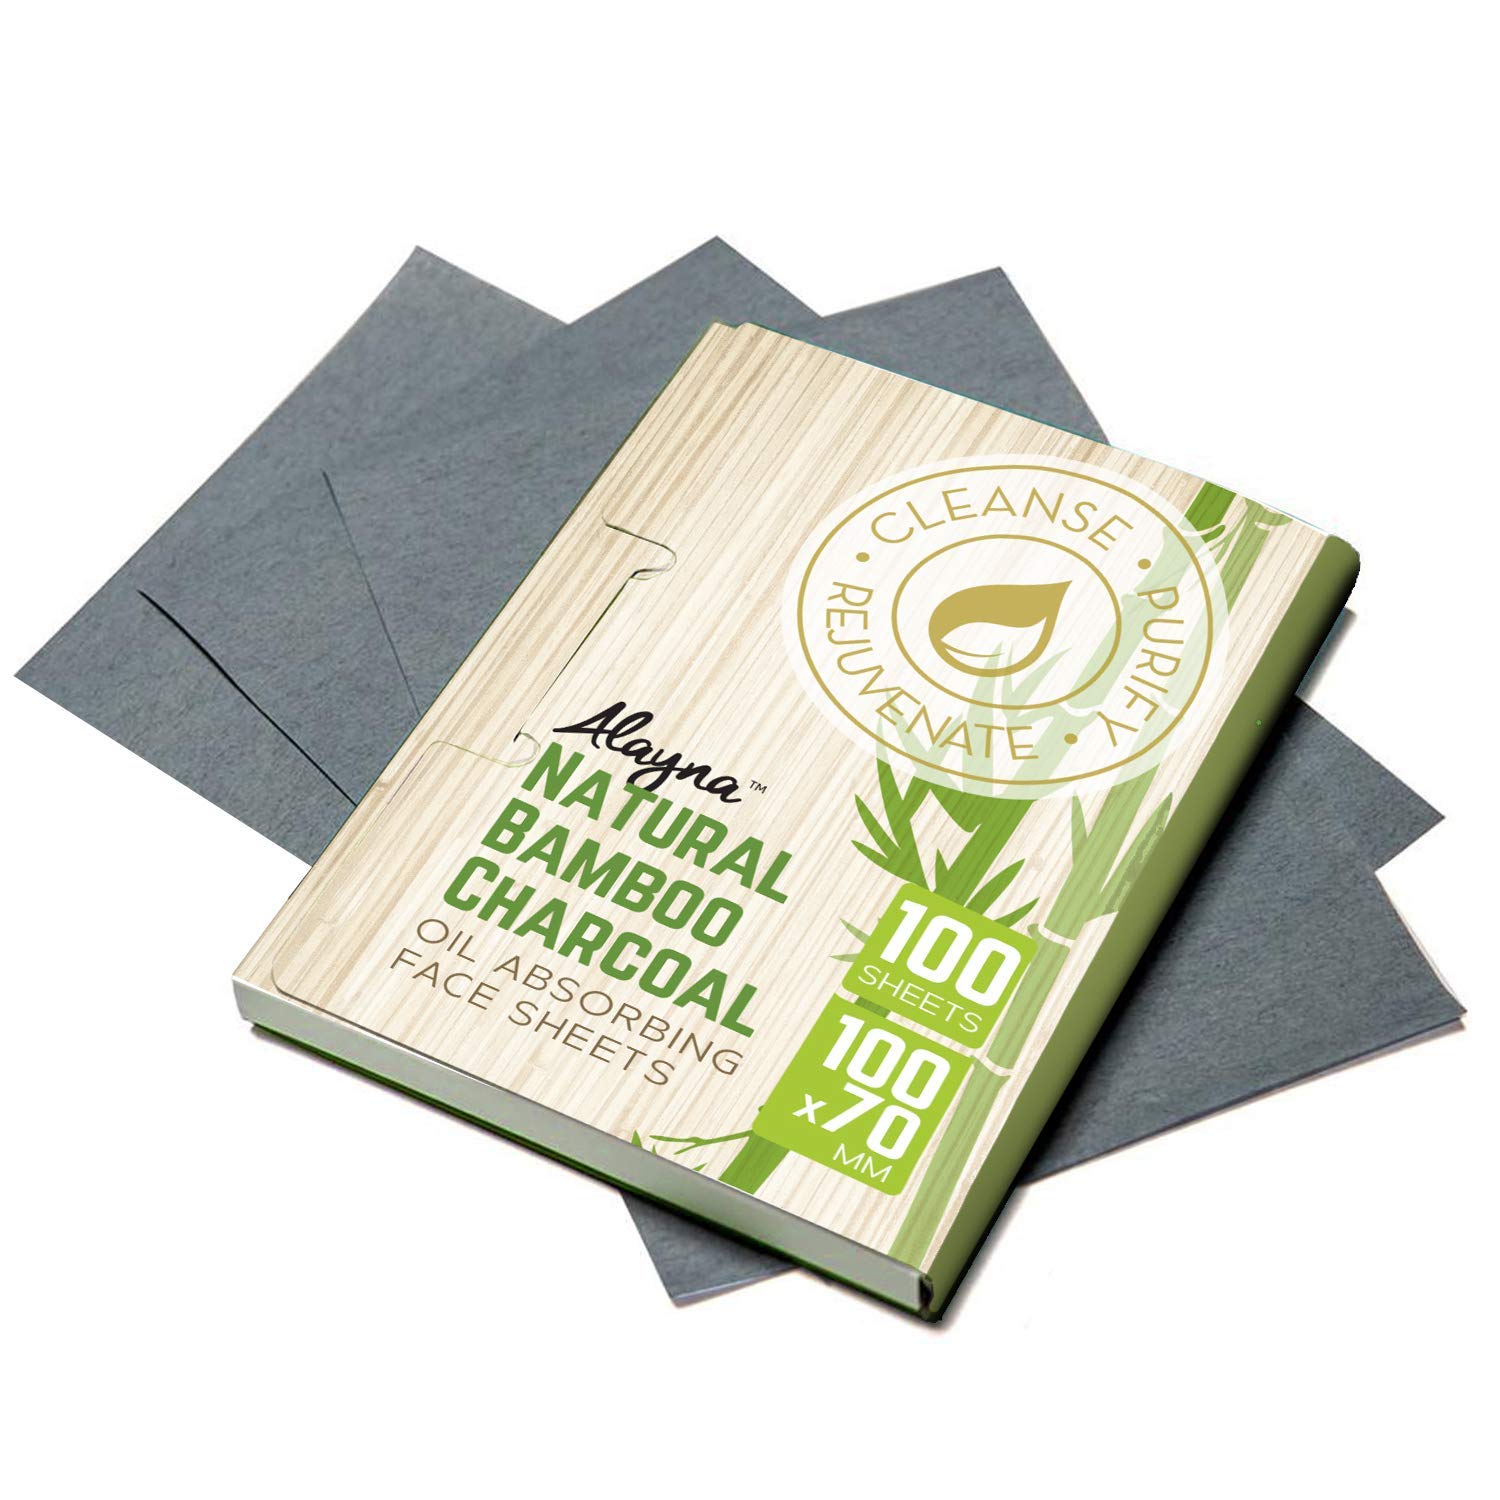 CLEANSE • PURIFY • REJUVENATE •
Alayna™
NATURAL
BAMBOO
CHARCOAL
OIL ABSORBING
FACE SHEETS
100
SHEETS
100
x70
MM